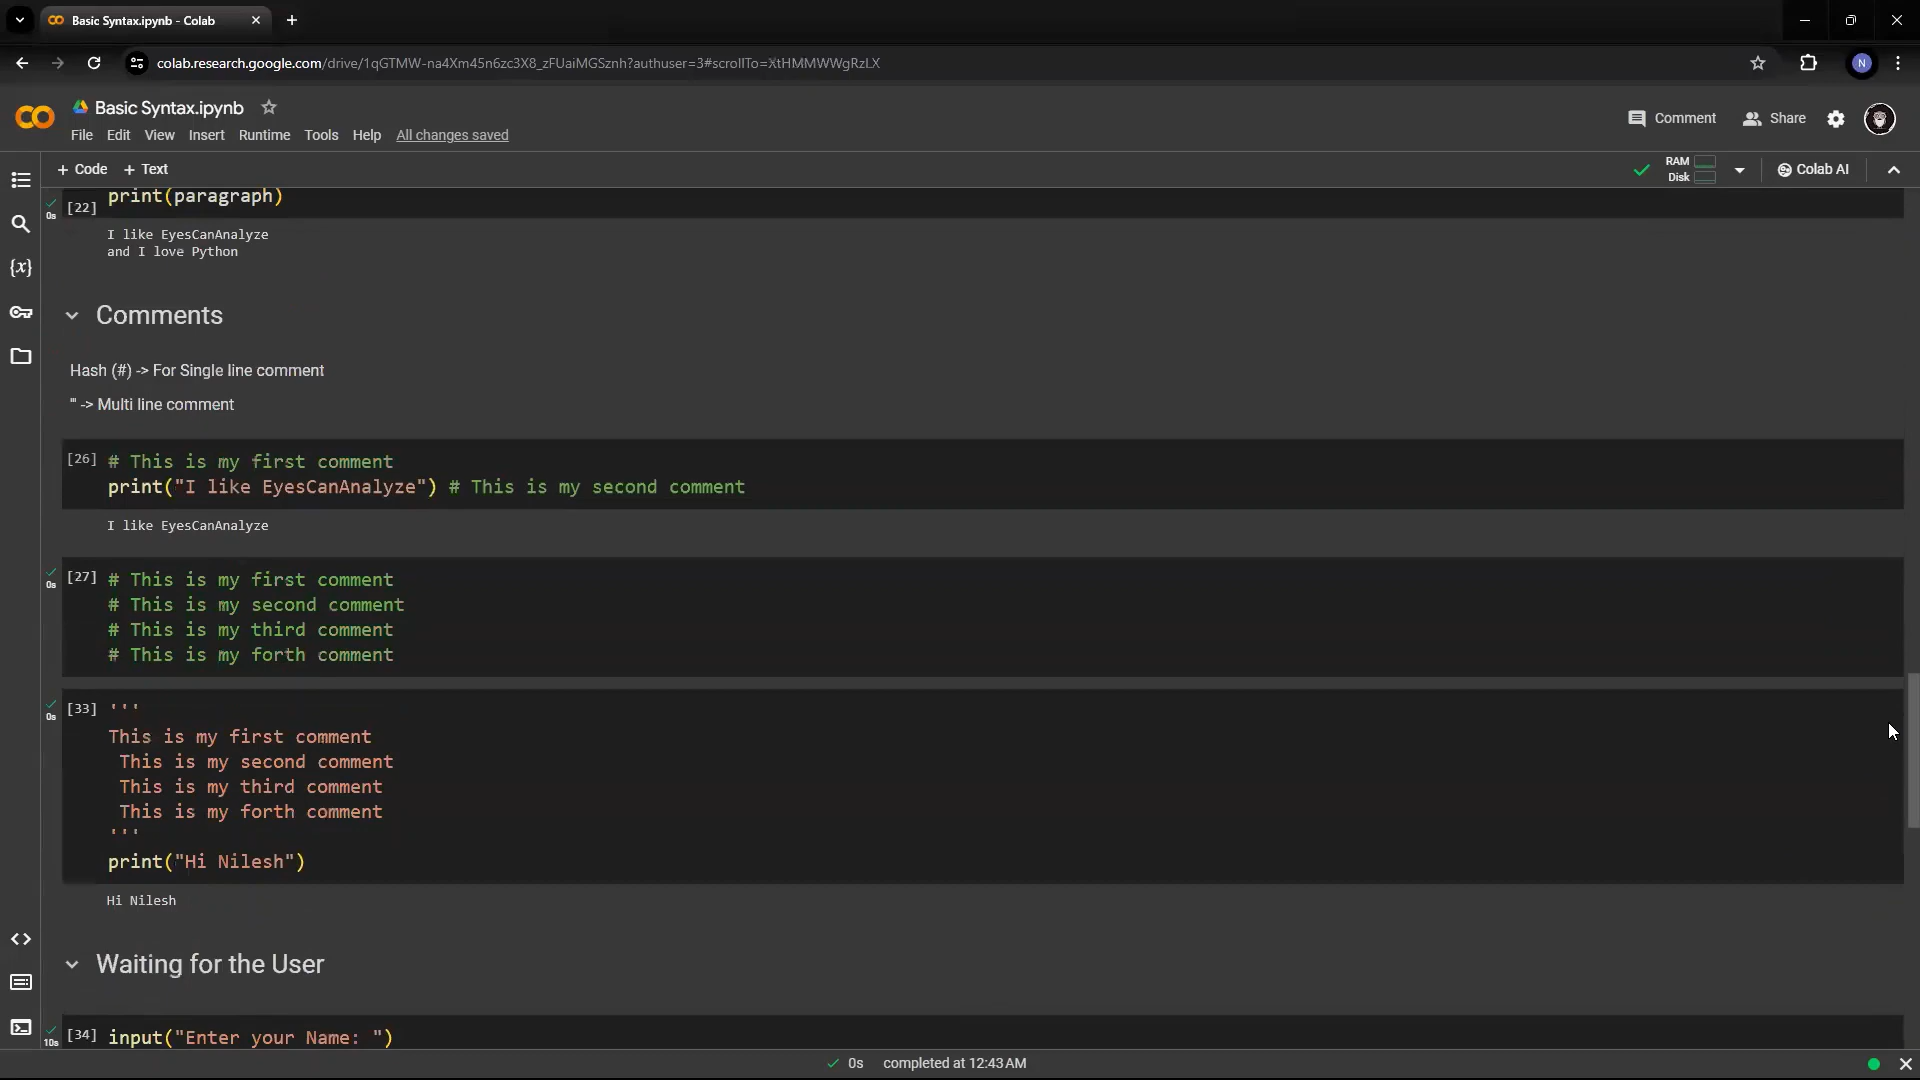 Basic Syntax.ipynb - Colab
colab.research.google.com/drive/1qGTMW-na4Xm45n6zc3X8_zFUaiMGSznh?authuser=3#scrollTo=XtHMMWWgRzLX
N
Basic Syntax.ipynb
Comment
Share
File Edit View Insert Runtime Tools Help All changes saved
+ Code + Text
RAM
Disk
Colab AI
0s
[22]
print(paragraph)
I like EyesCanAnalyze
and I love Python
{x}
Comments
Hash (#) -> For Single line comment
''' -> Multi line comment
[26] # This is my first comment
print("I like EyesCanAnalyze") # This is my second comment
I like EyesCanAnalyze
0s
[27] # This is my first comment
# This is my second comment
# This is my third comment
# This is my forth comment
0s
[33] '''
This is my first comment
This is my second comment
This is my third comment
This is my forth comment
'''
print("Hi Nilesh")
Hi Nilesh
Waiting for the User
10s
[34] input("Enter your Name: ")
0s completed at 12:43 AM